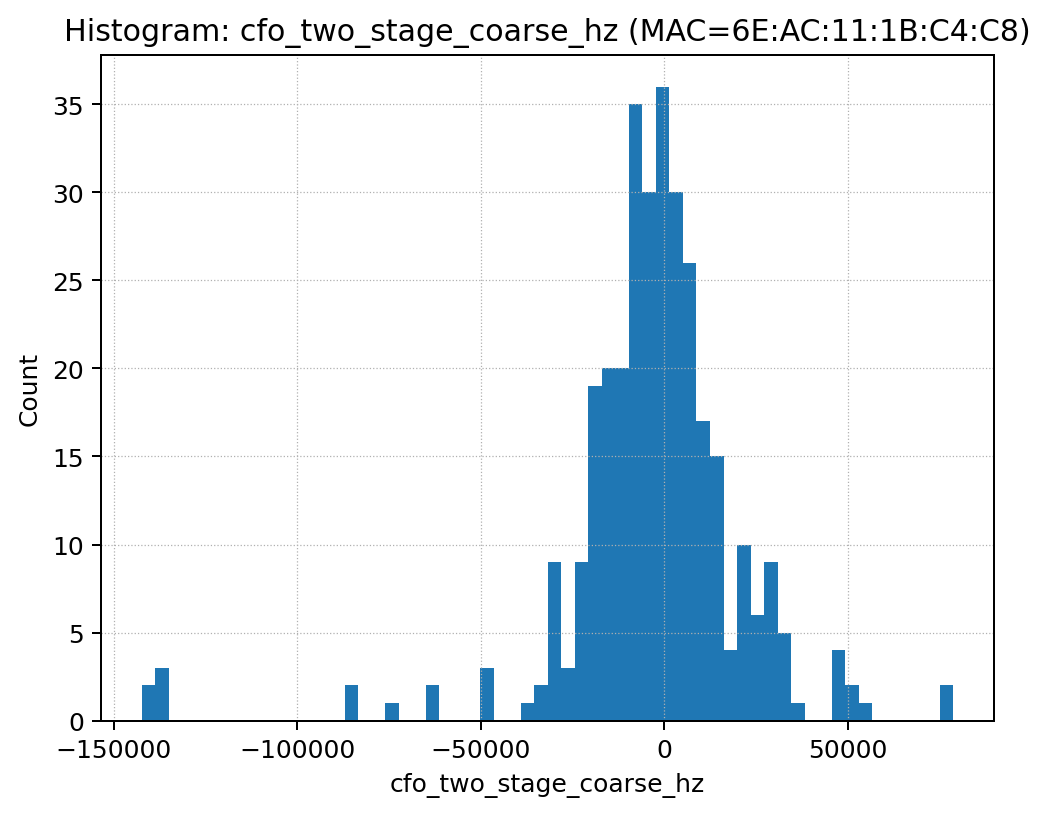 Histogram: cfo_two_stage_coarse_hz (MAC=6E:AC:11:1B:C4:C8)
35
30
25
20
15
10
5
0
Count
−150000 −100000 −50000 0 50000
cfo_two_stage_coarse_hz